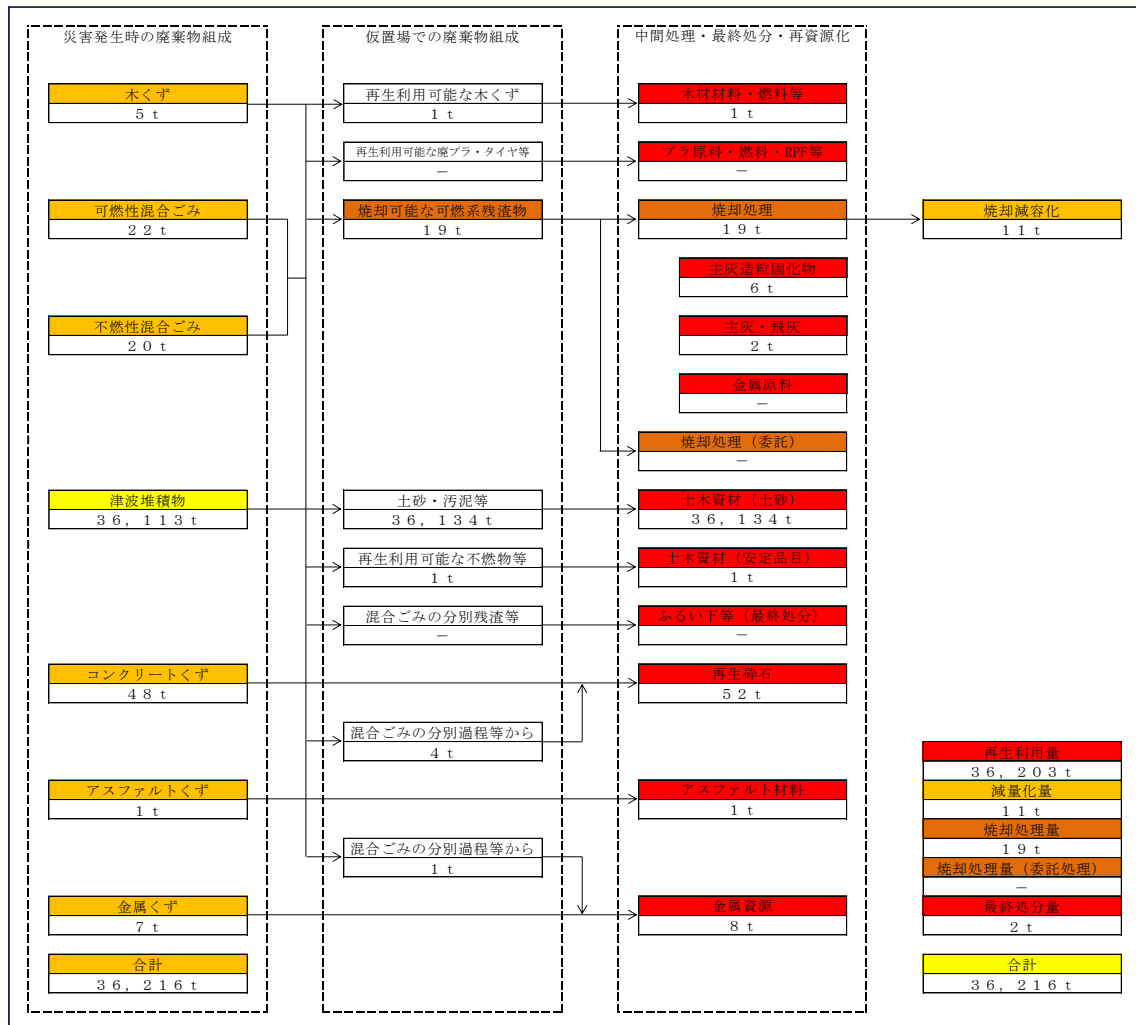 災害発生時の廃棄物組成
仮置場での廃棄物組成
中間処理・最終処分・再資源化
木くず
5 t
再生利用可能な木くず
1 t
木材材料・燃料等
1 t
再生利用可能な廃プラ・タイヤ等
－
プラ原料・燃料・RPF等
－
可燃性混合ごみ
22 t
焼却可能な可燃系残渣物
19 t
焼却処理
19 t
焼却減容化
11 t
主灰造粒固化物
6 t
不燃性混合ごみ
20 t
主灰・飛灰
2 t
金属原料
－
焼却処理（委託）
－
津波堆積物
36, 113 t
土砂・汚泥等
36, 134 t
土木資材（土砂）
36, 134 t
再生利用可能な不燃物等
1 t
土木資材（安定品目）
1 t
混合ごみの分別残渣等
－
ふるい下等（最終処分）
－
コンクリートくず
48 t
再生砕石
52 t
混合ごみの分別過程等から
4 t
アスファルトくず
1 t
アスファルト材料
1 t
混合ごみの分別過程等から
1 t
金属くず
7 t
金属資源
8 t
合計
36, 216 t
再生利用量
36, 203 t
減量化量
11 t
焼却処理量
19 t
焼却処理量（委託処理）
－
最終処分量
2 t
合計
36, 216 t